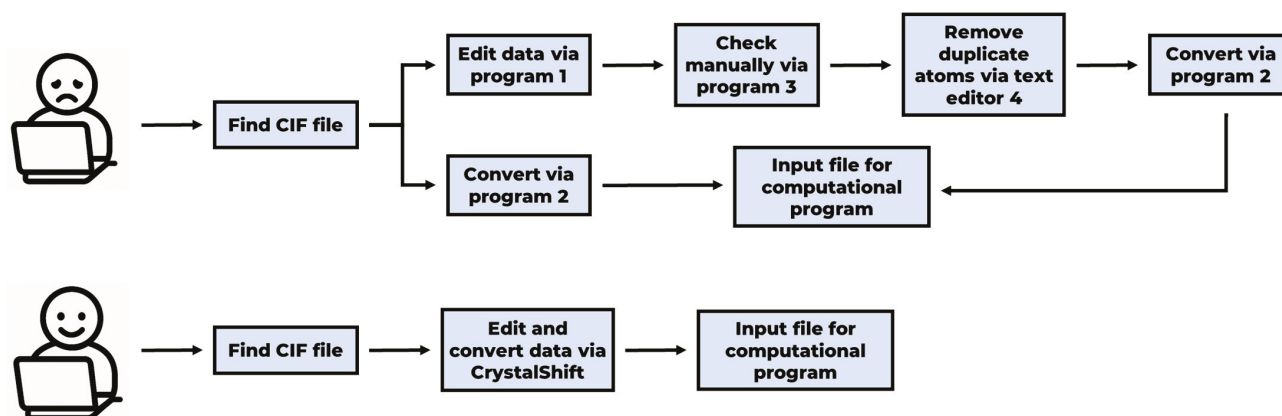 Edit data via
program 1
Check
manually via
program 3
Remove
duplicate
atoms via text
editor 4
Convert via
program 2
Find CIF file
Convert via
program 2
Input file for
computational
program
Find CIF file
Edit and
convert data via
CrystalShift
Input file for
computational
program